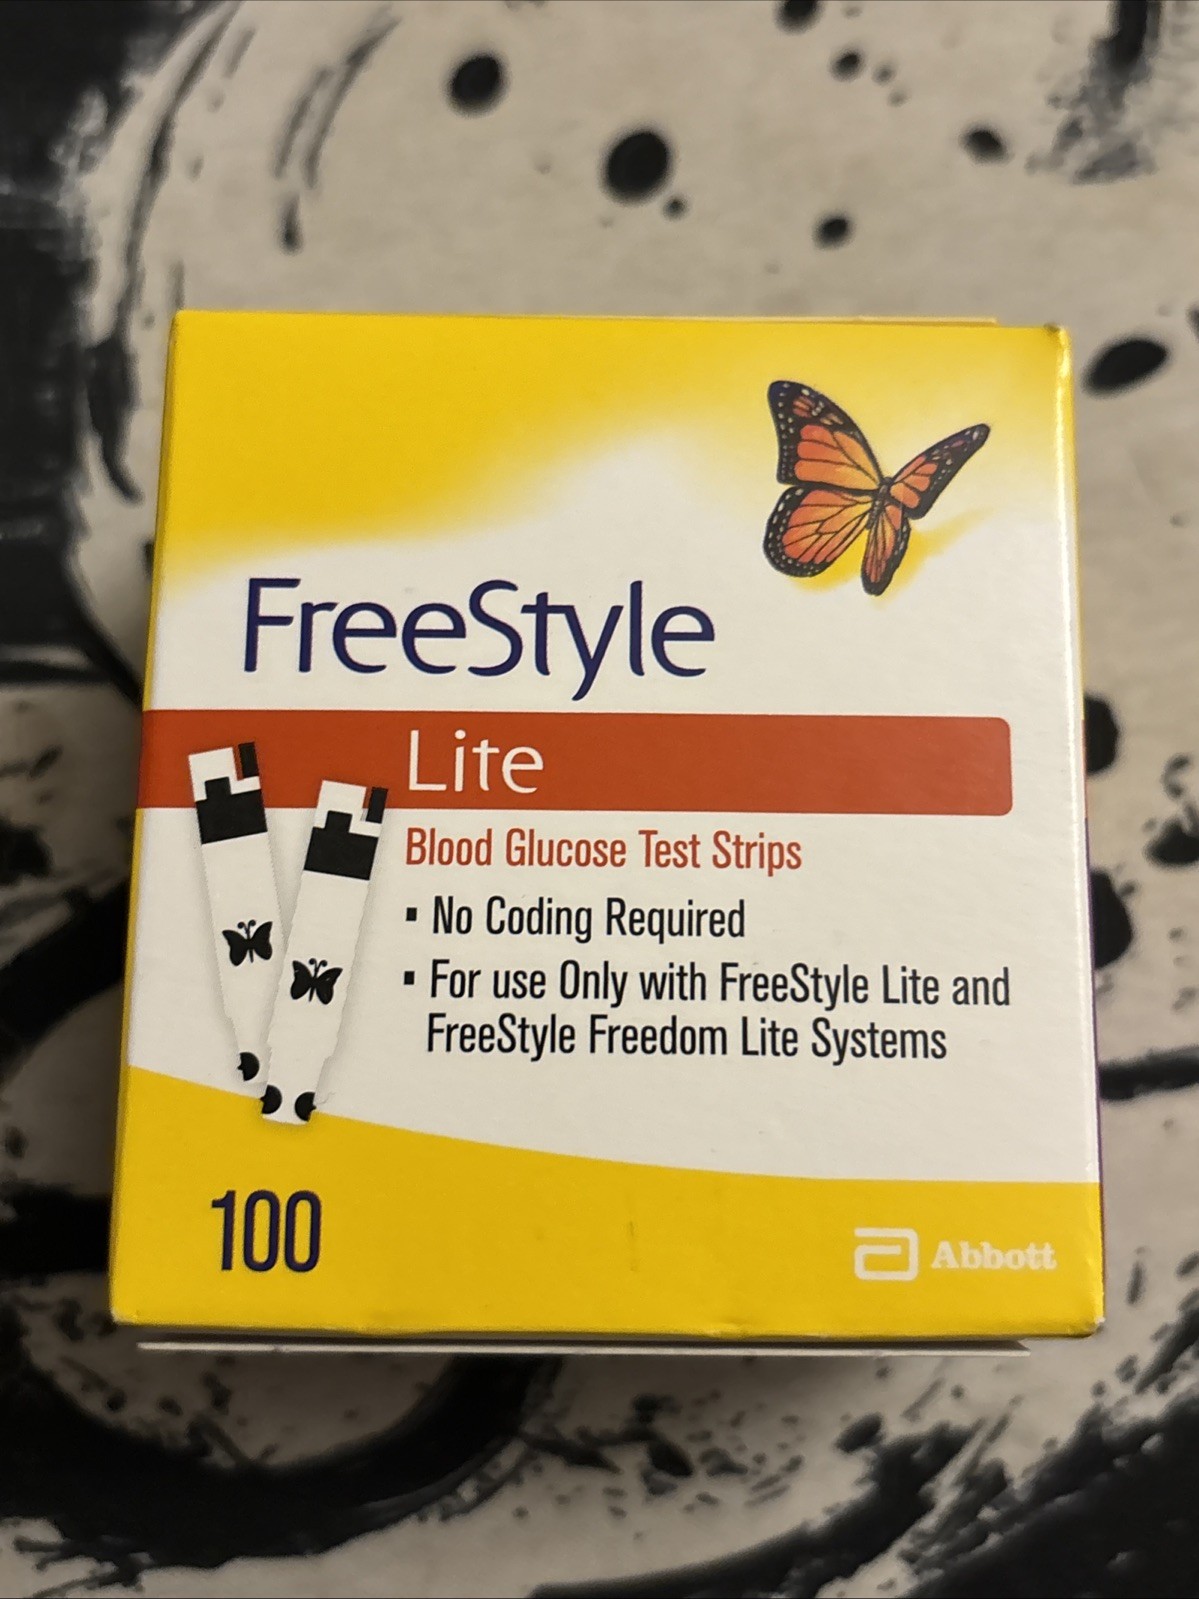 FreeStyle
Lite
Blood Glucose Test Strips
▪ No Coding Required
▪ For use Only with FreeStyle Lite and
FreeStyle Freedom Lite Systems
100
Abbott